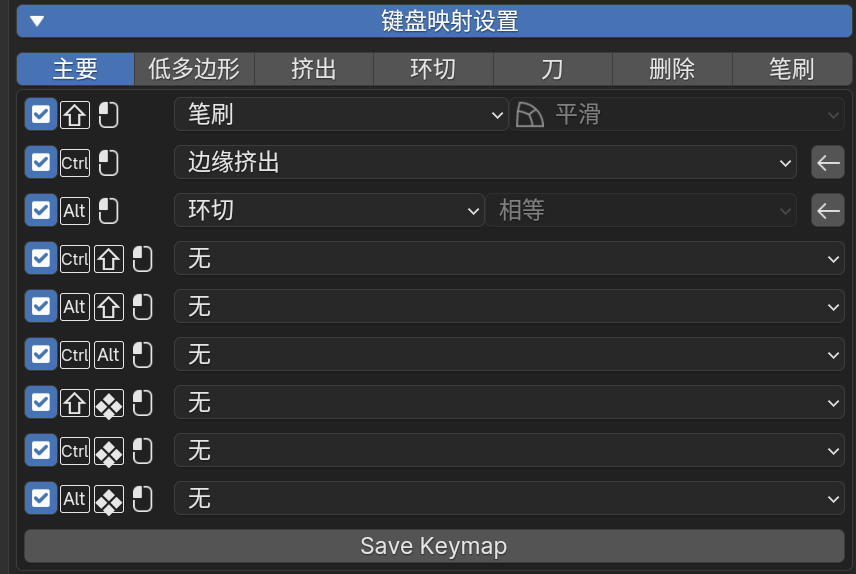 键盘映射设置
主要 低多边形 挤出 环切 刀 删除 笔刷
笔刷 平滑
Ctrl 边缘挤出
Alt 环切 相等
Ctrl 无
Alt 无
Ctrl Alt 无
无
Ctrl 无
Alt 无
Save Keymap